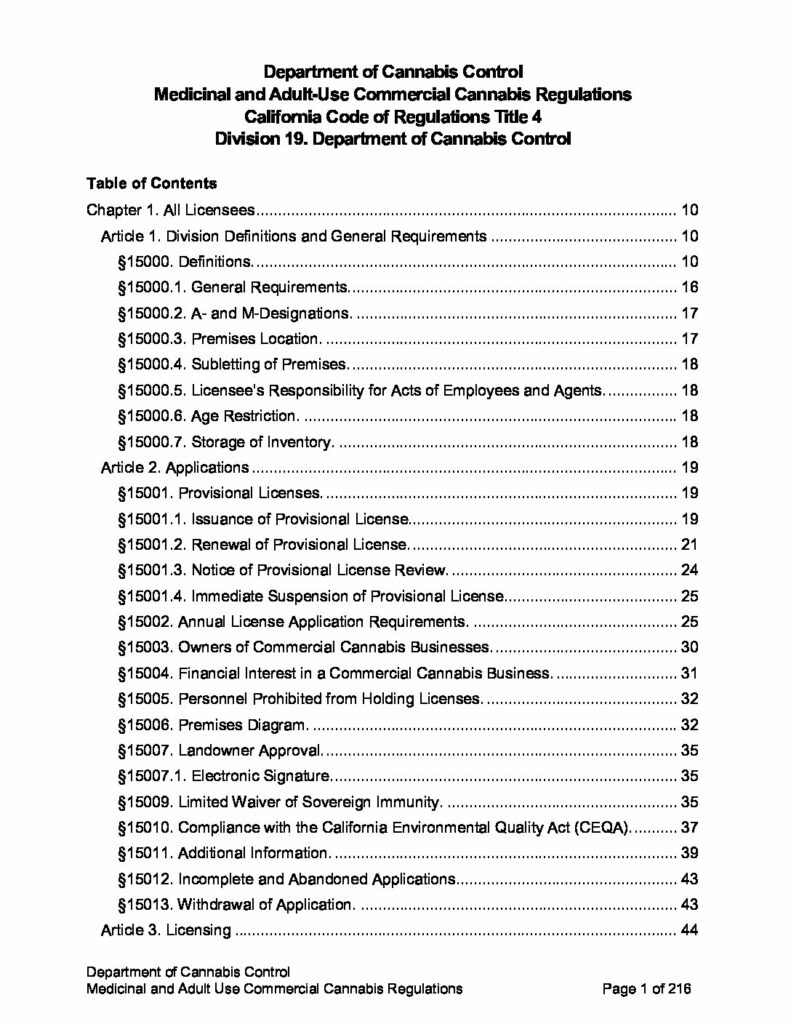 Department of Cannabis Control
Medicinal and Adult-Use Commercial Cannabis Regulations
California Code of Regulations Title 4
Division 19. Department of Cannabis Control
Table of Contents
Chapter 1. All Licensees................................................................................................ 10
Article 1. Division Definitions and General Requirements ........................................... 10
§15000. Definitions. ................................................................................................ 10
§15000.1. General Requirements. ........................................................................... 16
§15000.2. A- and M-Designations. .......................................................................... 17
§15000.3. Premises Location. ................................................................................. 17
§15000.4. Subletting of Premises. ........................................................................... 18
§15000.5. Licensee's Responsibility for Acts of Employees and Agents. ................ 18
§15000.6. Age Restriction. ...................................................................................... 18
§15000.7. Storage of Inventory. .............................................................................. 18
Article 2. Applications .................................................................................................. 19
§15001. Provisional Licenses. ................................................................................. 19
§15001.1. Issuance of Provisional License.............................................................. 19
§15001.2. Renewal of Provisional License. ............................................................. 21
§15001.3. Notice of Provisional License Review. .................................................... 24
§15001.4. Immediate Suspension of Provisional License........................................ 25
§15002. Annual License Application Requirements. ............................................... 25
§15003. Owners of Commercial Cannabis Businesses. .......................................... 30
§15004. Financial Interest in a Commercial Cannabis Business. ............................ 31
§15005. Personnel Prohibited from Holding Licenses. ............................................ 32
§15006. Premises Diagram. .................................................................................... 32
§15007. Landowner Approval. ................................................................................. 35
§15007.1. Electronic Signature................................................................................ 35
§15009. Limited Waiver of Sovereign Immunity. ..................................................... 35
§15010. Compliance with the California Environmental Quality Act (CEQA). .......... 37
§15011. Additional Information. ............................................................................... 39
§15012. Incomplete and Abandoned Applications................................................... 43
§15013. Withdrawal of Application. ......................................................................... 43
Article 3. Licensing ...................................................................................................... 44
Department of Cannabis Control
Medicinal and Adult Use Commercial Cannabis Regulations Page 1 of 216